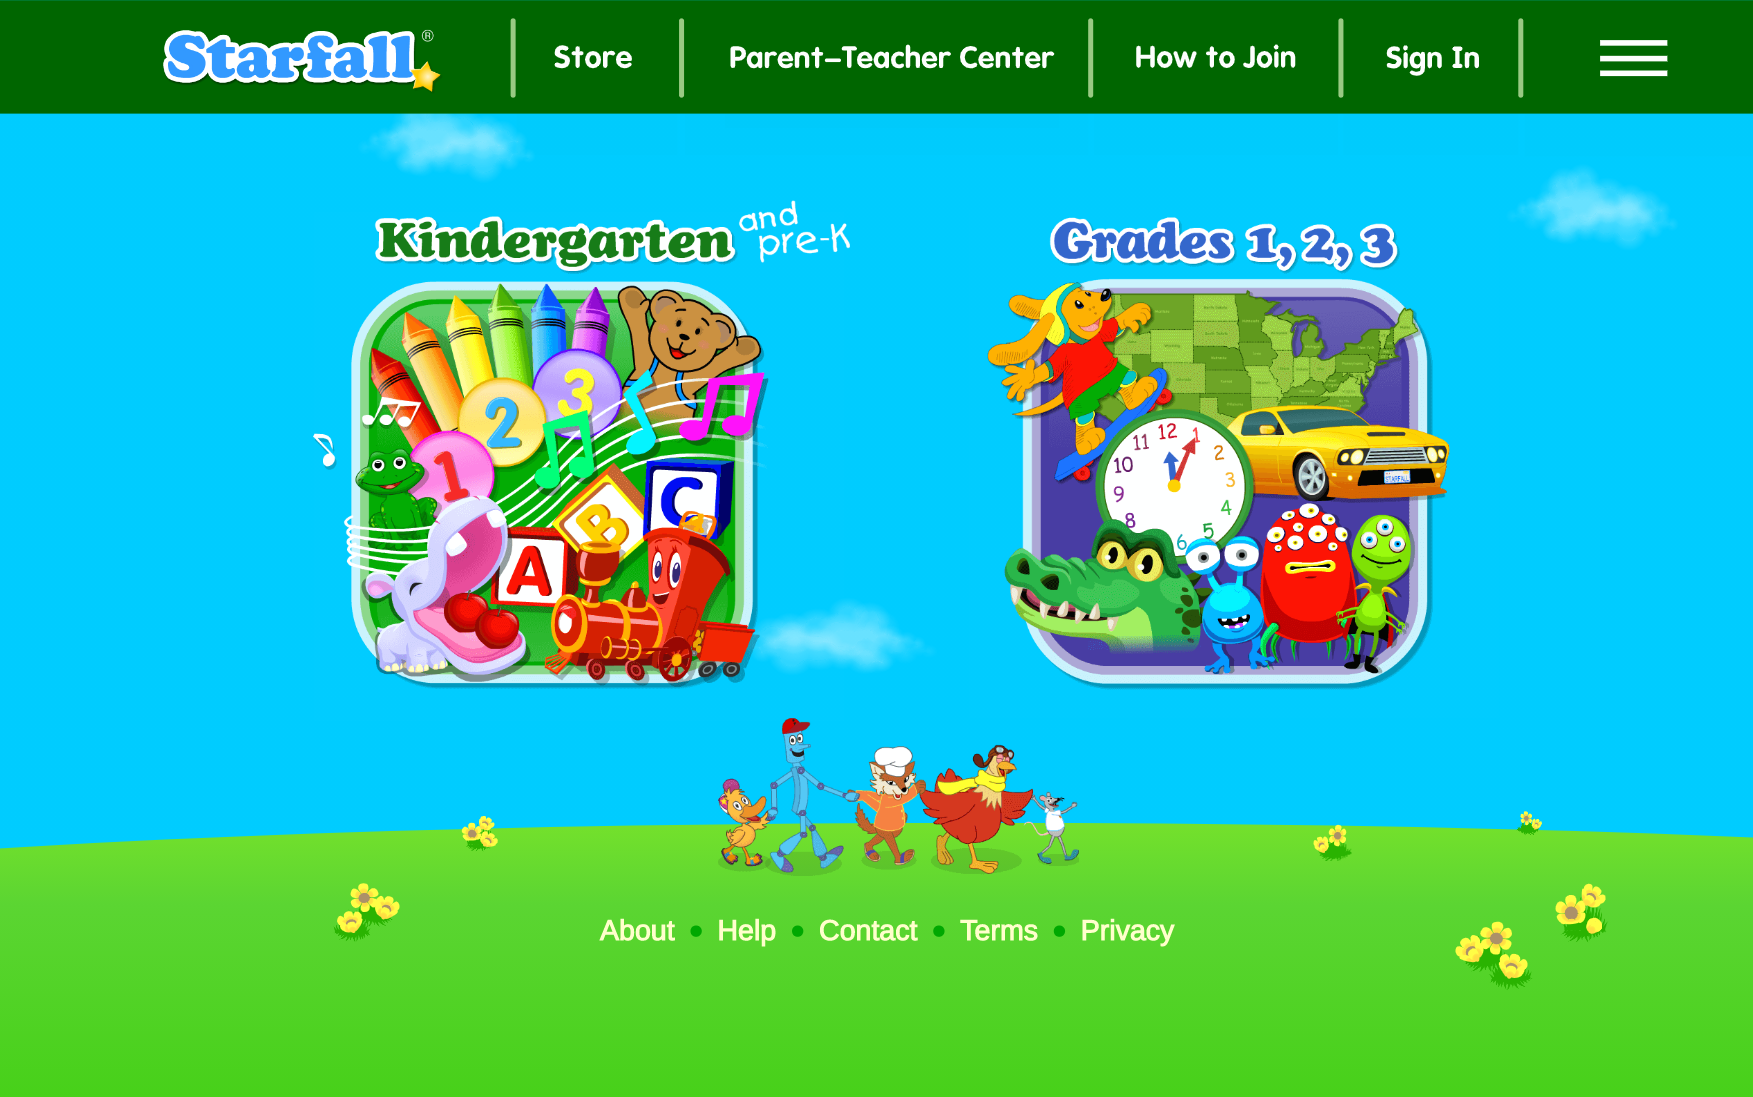 Starfall®
Store
Parent-Teacher Center
How to Join
Sign In
Kindergarten and pre-K
Grades 1, 2, 3
1
2
3
A
B
C
12
1
2
3
4
5
6
8
9
10
11
STARFALL
About • Help • Contact • Terms • Privacy